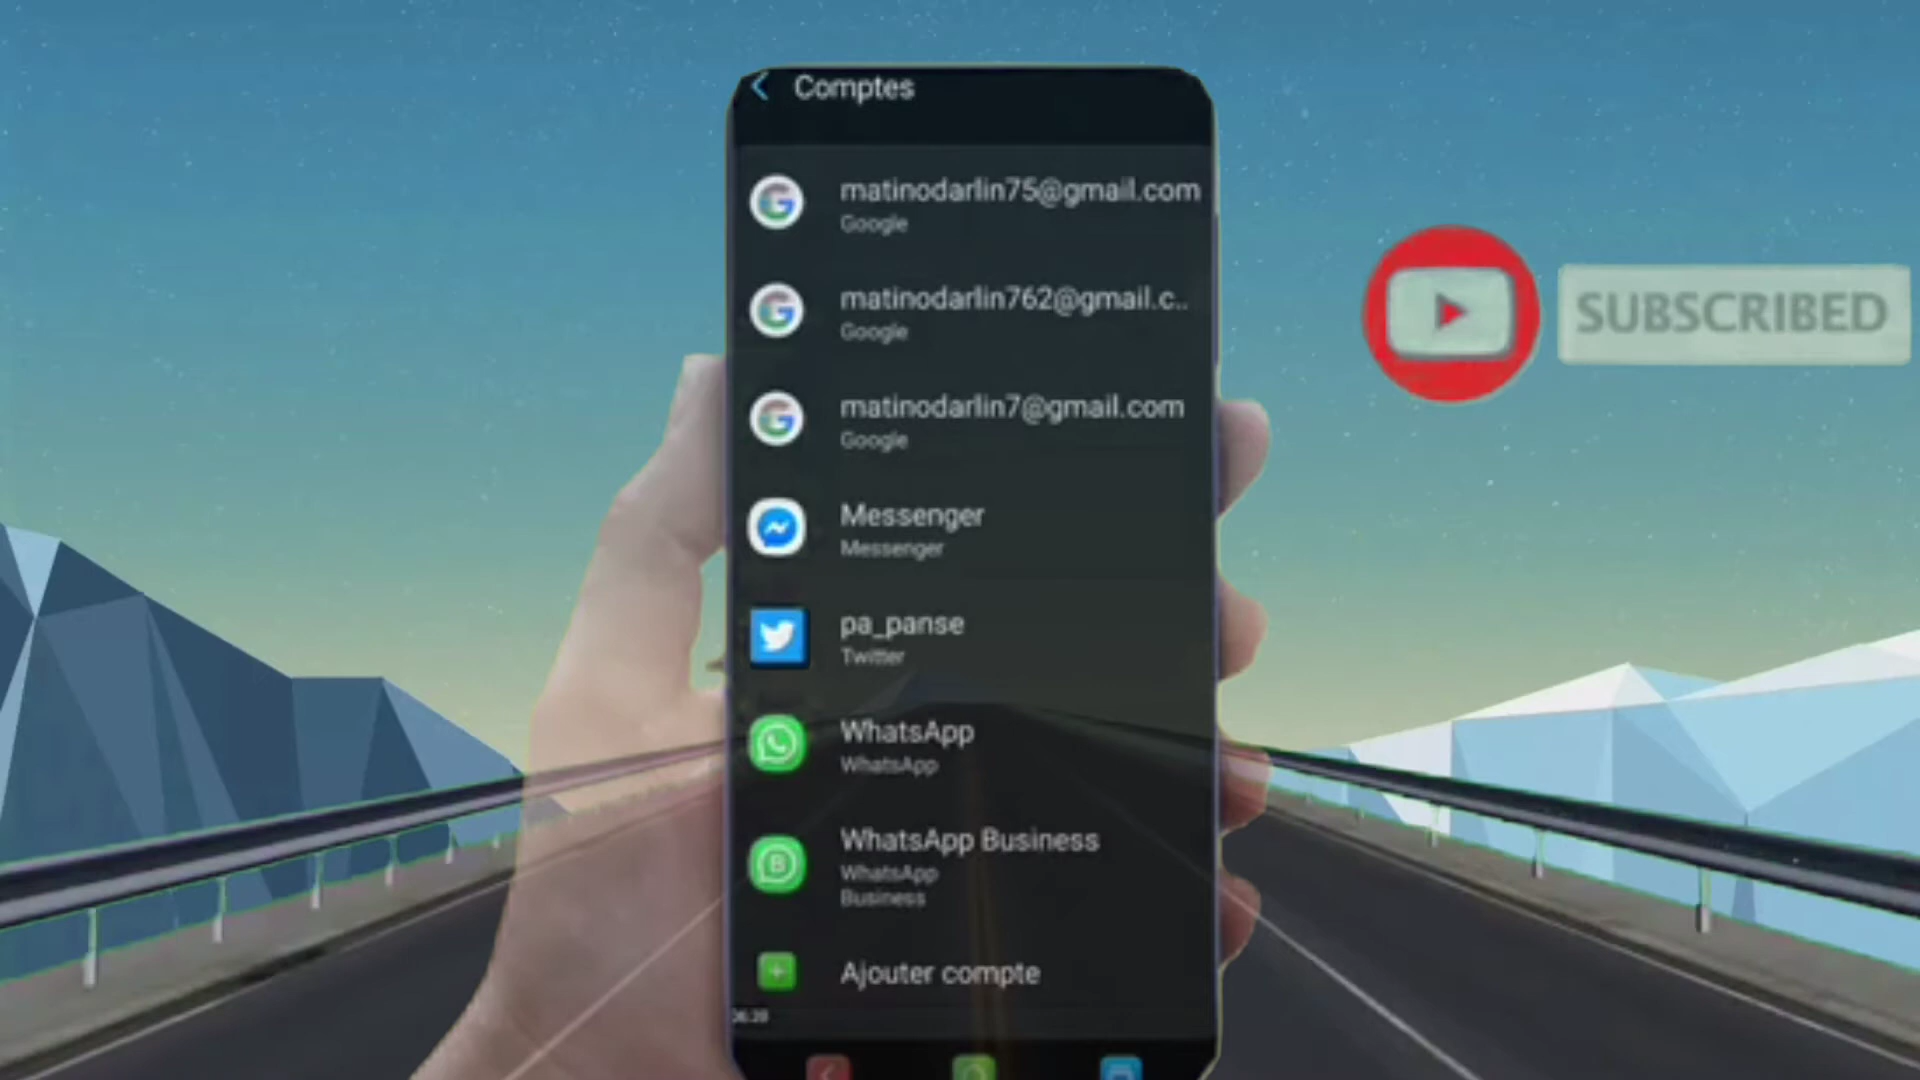 Comptes
matinodarlin75@gmail.com
Google
matinodarlin762@gmail.c..
Google
matinodarlin7@gmail.com
Google
Messenger
Messenger
pa_panse
Twitter
WhatsApp
WhatsApp
WhatsApp Business
WhatsApp
Business
Ajouter compte
SUBSCRIBED